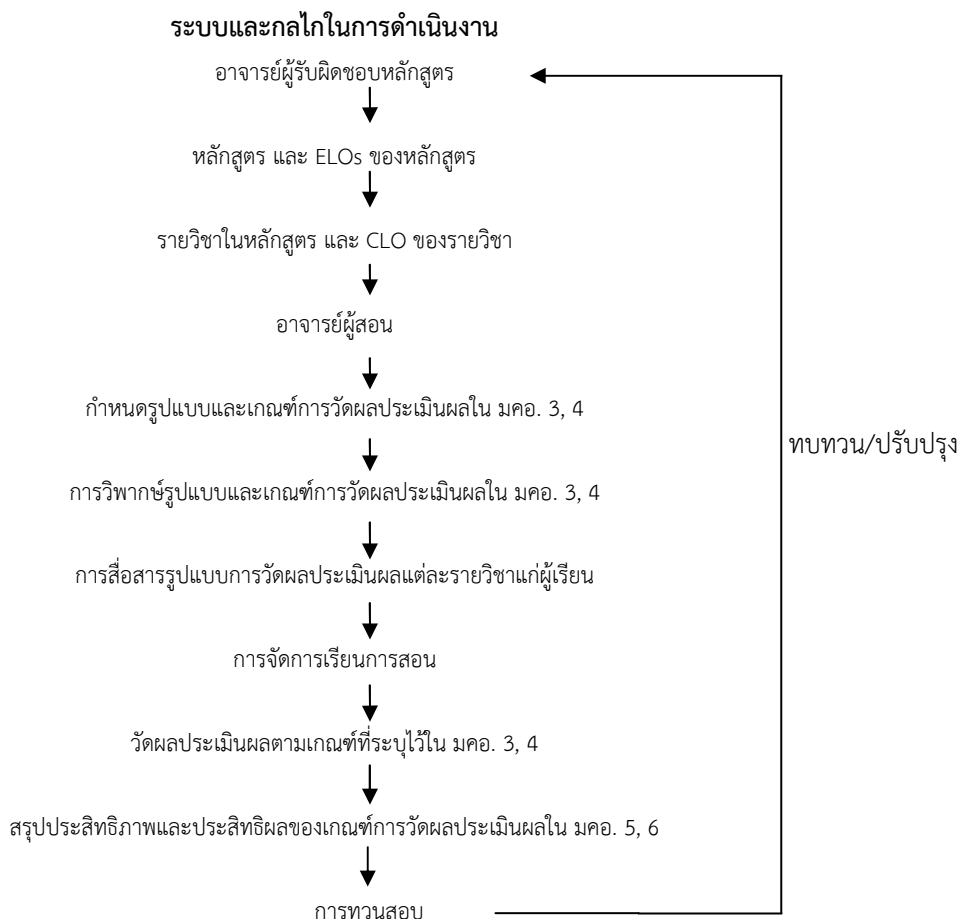 ระบบและกลไกในการดำเนินงาน
อาจารย์ผู้รับผิดชอบหลักสูตร
หลักสูตร และ ELOs ของหลักสูตร
รายวิชาในหลักสูตร และ CLO ของรายวิชา
อาจารย์ผู้สอน
กำหนดรูปแบบและเกณฑ์การวัดผลประเมินผลใน มคอ. 3, 4
ทบทวน/ปรับปรุง
การวิพากษ์รูปแบบและเกณฑ์การวัดผลประเมินผลใน มคอ. 3, 4
การสื่อสารรูปแบบการวัดผลประเมินผลแต่ละรายวิชาแก่ผู้เรียน
การจัดการเรียนการสอน
วัดผลประเมินผลตามเกณฑ์ที่ระบุไว้ใน มคอ. 3, 4
สรุปประสิทธิภาพและประสิทธิผลของเกณฑ์การวัดผลประเมินผลใน มคอ. 5, 6
การทวนสอบ